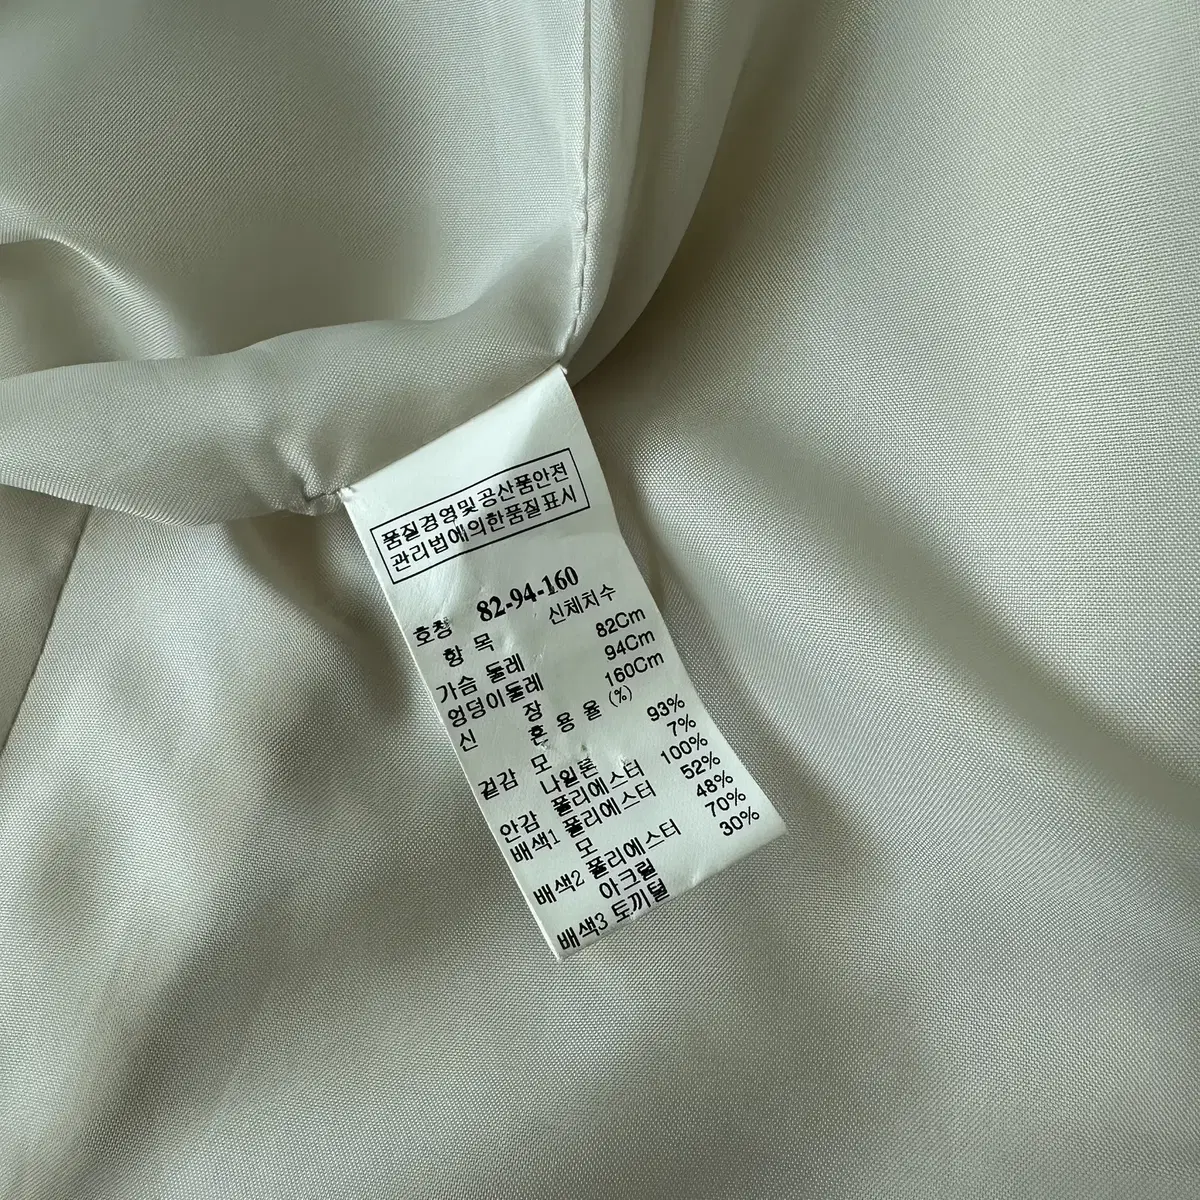 품질경영및공산품안전
관리법에의한품질표시
호칭 82-94-160
항 목 신체치수
가슴 둘레 82Cm
엉덩이둘레 94Cm
신 장 160Cm
혼 용 율 (%)
겉감 모 93%
나일론 7%
안감 폴리에스터 100%
배색1 폴리에스터 52%
모 48%
배색2 폴리에스터 70%
아크릴 30%
배색3 토끼털